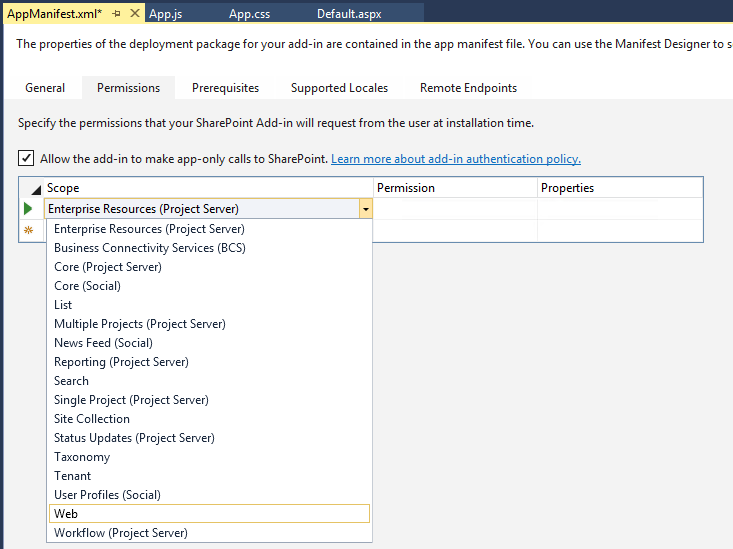 AppManifest.xml* App.js App.css Default.aspx
The properties of the deployment package for your add-in are contained in the app manifest file. You can use the Manifest Designer to s
General Permissions Prerequisites Supported Locales Remote Endpoints
Specify the permissions that your SharePoint Add-in will request from the user at installation time.
Allow the add-in to make app-only calls to SharePoint. Learn more about add-in authentication policy.
Scope Permission Properties
Enterprise Resources (Project Server)
Enterprise Resources (Project Server)
Business Connectivity Services (BCS)
Core (Project Server)
Core (Social)
List
Multiple Projects (Project Server)
News Feed (Social)
Reporting (Project Server)
Search
Single Project (Project Server)
Site Collection
Status Updates (Project Server)
Taxonomy
Tenant
User Profiles (Social)
Web
Workflow (Project Server)